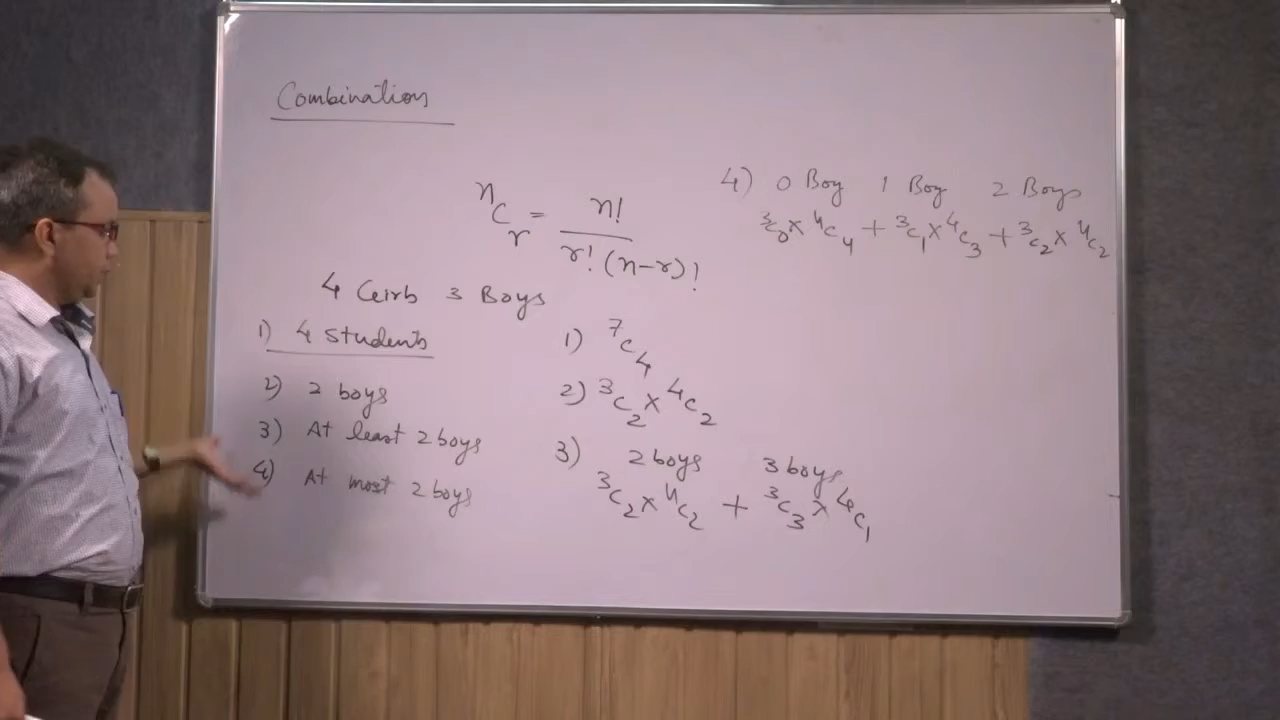 Combination
nCr = n! / r! (n-r)!
4 Girls 3 Boys
1) 4 students
2) 2 boys
3) At least 2 boys
4) At most 2 boys
1) 7C4
2) 3C2 x 4C2
3) 2 boys 3 boys
3C2 x 4C2 + 3C3 x 4C1
4) 0 Boy 1 Boy 2 Boys
3C0 x 4C4 + 3C1 x 4C3 + 3C2 x 4C2